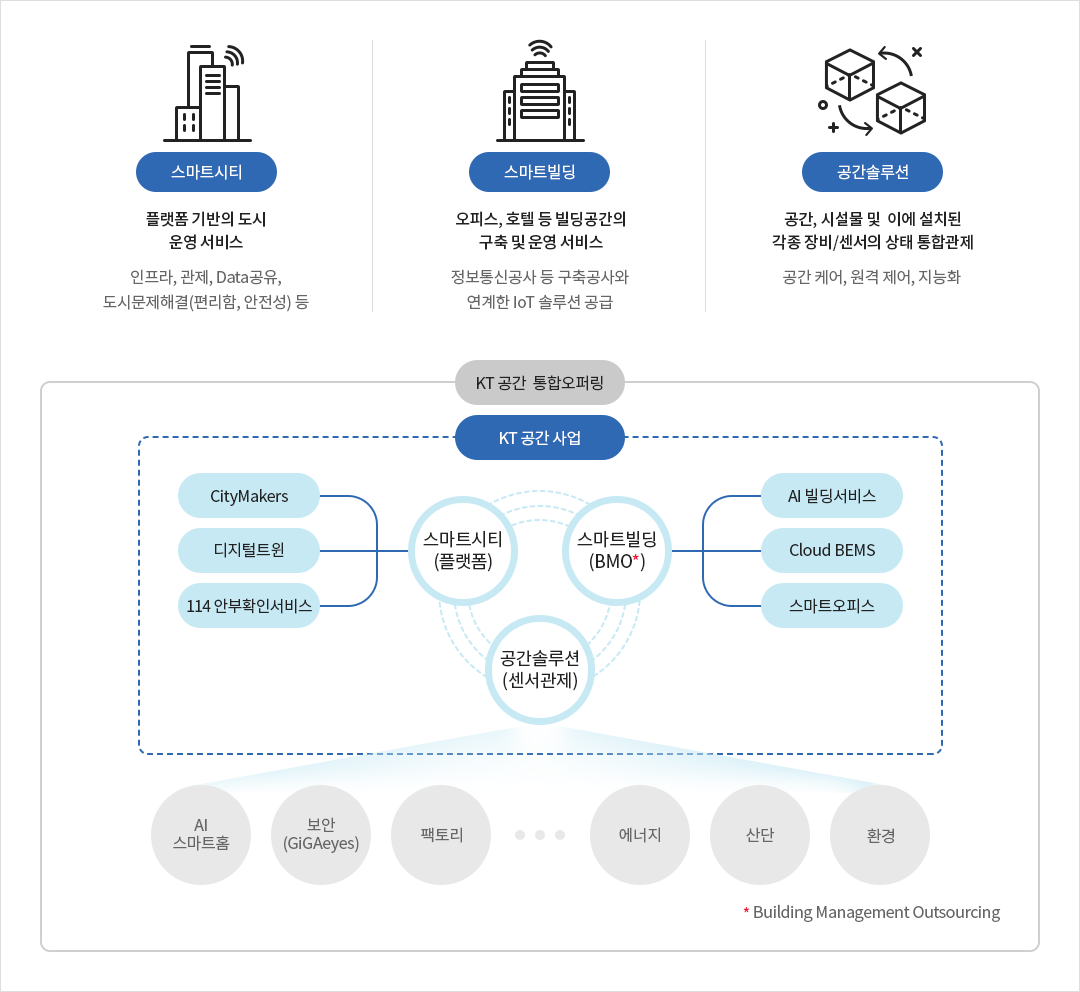 스마트시티
플랫폼 기반의 도시
운영 서비스
인프라, 관제, Data공유,
도시문제해결(편리함, 안전성) 등
스마트빌딩
오피스, 호텔 등 빌딩공간의
구축 및 운영 서비스
정보통신공사 등 구축공사와
연계한 IoT 솔루션 공급
공간솔루션
공간, 시설물 및 이에 설치된
각종 장비/센서의 상태 통합관제
공간 케어, 원격 제어, 지능화
KT 공간 통합오퍼링
KT 공간 사업
CityMakers
디지털트윈
114 안부확인서비스
스마트시티
(플랫폼)
스마트빌딩
(BMO*)
공간솔루션
(센서관제)
AI 빌딩서비스
Cloud BEMS
스마트오피스
AI
스마트홈
보안
(GiGAeyes)
팩토리
에너지
산단
환경
* Building Management Outsourcing